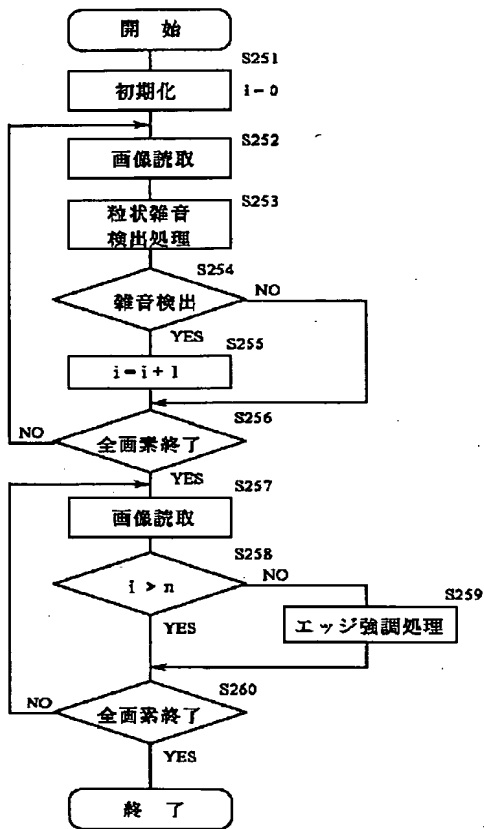 開 始
S251
初期化
i=0
S252
画像読取
S253
粒状雑音
検出処理
S254
雑音検出
NO
YES
S255
i=i+1
S256
全画素終了
NO
YES
S257
画像読取
S258
i > n
NO
YES
S259
エッジ強調処理
S260
全画素終了
NO
YES
終 了